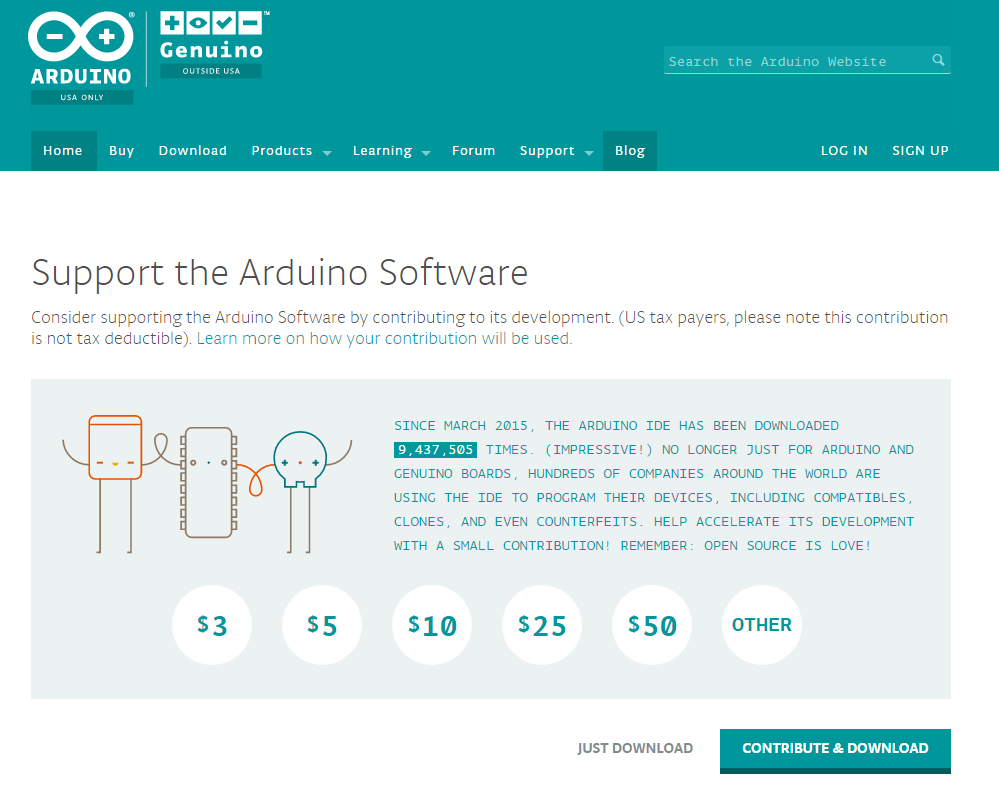 ARDUINO
USA ONLY
Genuino
OUTSIDE USA
Search the Arduino Website
Home Buy Download Products Learning Forum Support Blog LOG IN SIGN UP
Support the Arduino Software
Consider supporting the Arduino Software by contributing to its development. (US tax payers, please note this contribution
is not tax deductible). Learn more on how your contribution will be used.
SINCE MARCH 2015, THE ARDUINO IDE HAS BEEN DOWNLOADED
9,437,505 TIMES. (IMPRESSIVE!) NO LONGER JUST FOR ARDUINO AND
GENUINO BOARDS, HUNDREDS OF COMPANIES AROUND THE WORLD ARE
USING THE IDE TO PROGRAM THEIR DEVICES, INCLUDING COMPATIBLES,
CLONES, AND EVEN COUNTERFEITS. HELP ACCELERATE ITS DEVELOPMENT
WITH A SMALL CONTRIBUTION! REMEMBER: OPEN SOURCE IS LOVE!
$3 $5 $10 $25 $50 OTHER
JUST DOWNLOAD CONTRIBUTE & DOWNLOAD